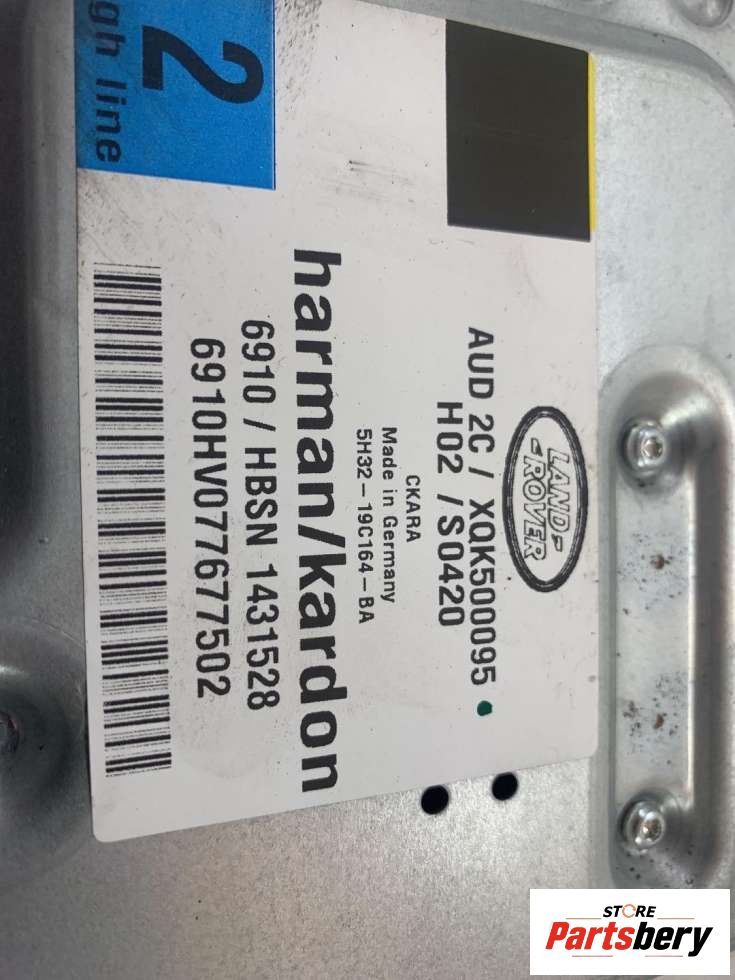 LAND-
-ROVER
AUD 2C / XQK500095
H02 /S0420
CKARA
Made in Germany
5H32-19C164-BA
harman/kardon
6910 / HBSN 1431528
6910HV077677502
2
gh line
STORE
Partsbery